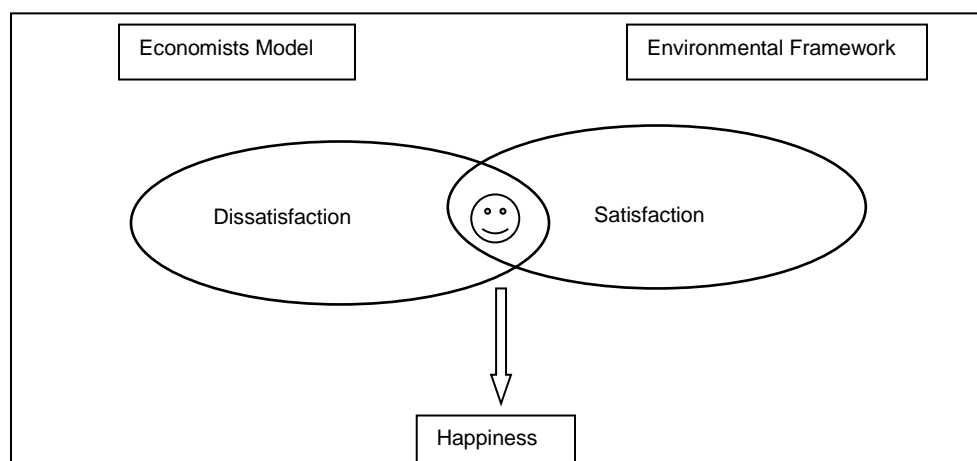 Economists Model
Environmental Framework
Dissatisfaction
Satisfaction
Happiness